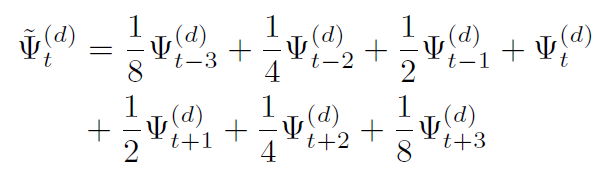 $\tilde{\Psi}_t^{(d)} = \frac{1}{8}\Psi_{t-3}^{(d)} + \frac{1}{4}\Psi_{t-2}^{(d)} + \frac{1}{2}\Psi_{t-1}^{(d)} + \Psi_t^{(d)}$
$+ \frac{1}{2}\Psi_{t+1}^{(d)} + \frac{1}{4}\Psi_{t+2}^{(d)} + \frac{1}{8}\Psi_{t+3}^{(d)}$